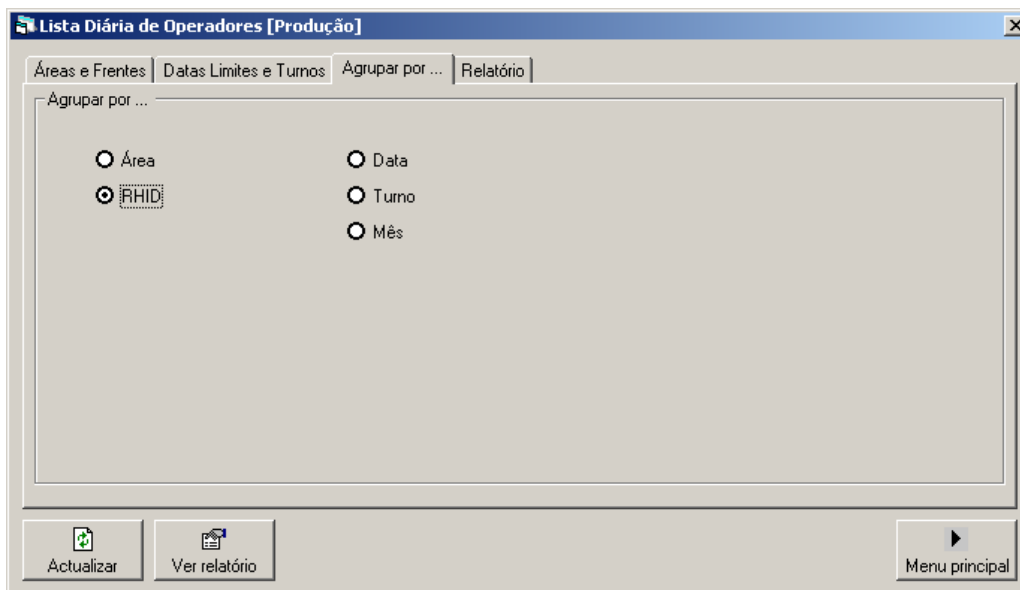 Lista Diária de Operadores [Produção]
Áreas e Frentes Datas Limites e Turnos Agrupar por ... Relatório
Agrupar por ...
Área Data
RHID Turno
Mês
Actualizar Ver relatório Menu principal